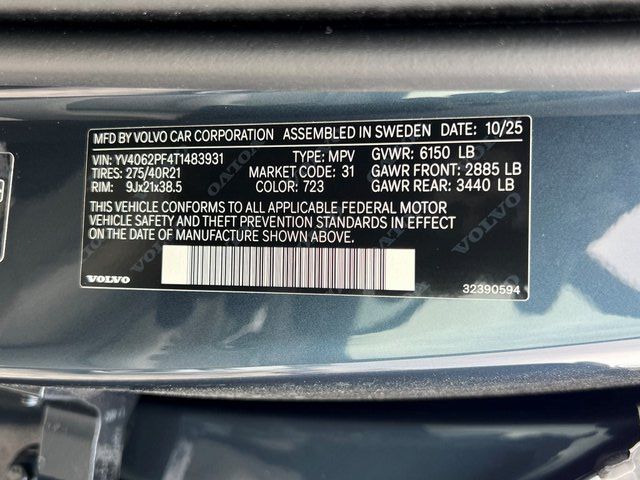 MFD BY VOLVO CAR CORPORATION ASSEMBLED IN SWEDEN DATE: 10/25
VIN: YV4062PF4T1483931 TYPE: MPV GVWR: 6150 LB
TIRES: 275/40R21 MARKET CODE: 31 GAWR FRONT: 2885 LB
RIM: 9Jx21x38.5 COLOR: 723 GAWR REAR: 3440 LB
THIS VEHICLE CONFORMS TO ALL APPLICABLE FEDERAL MOTOR
VEHICLE SAFETY AND THEFT PREVENTION STANDARDS IN EFFECT
ON THE DATE OF MANUFACTURE SHOWN ABOVE.
VOLVO 32390594